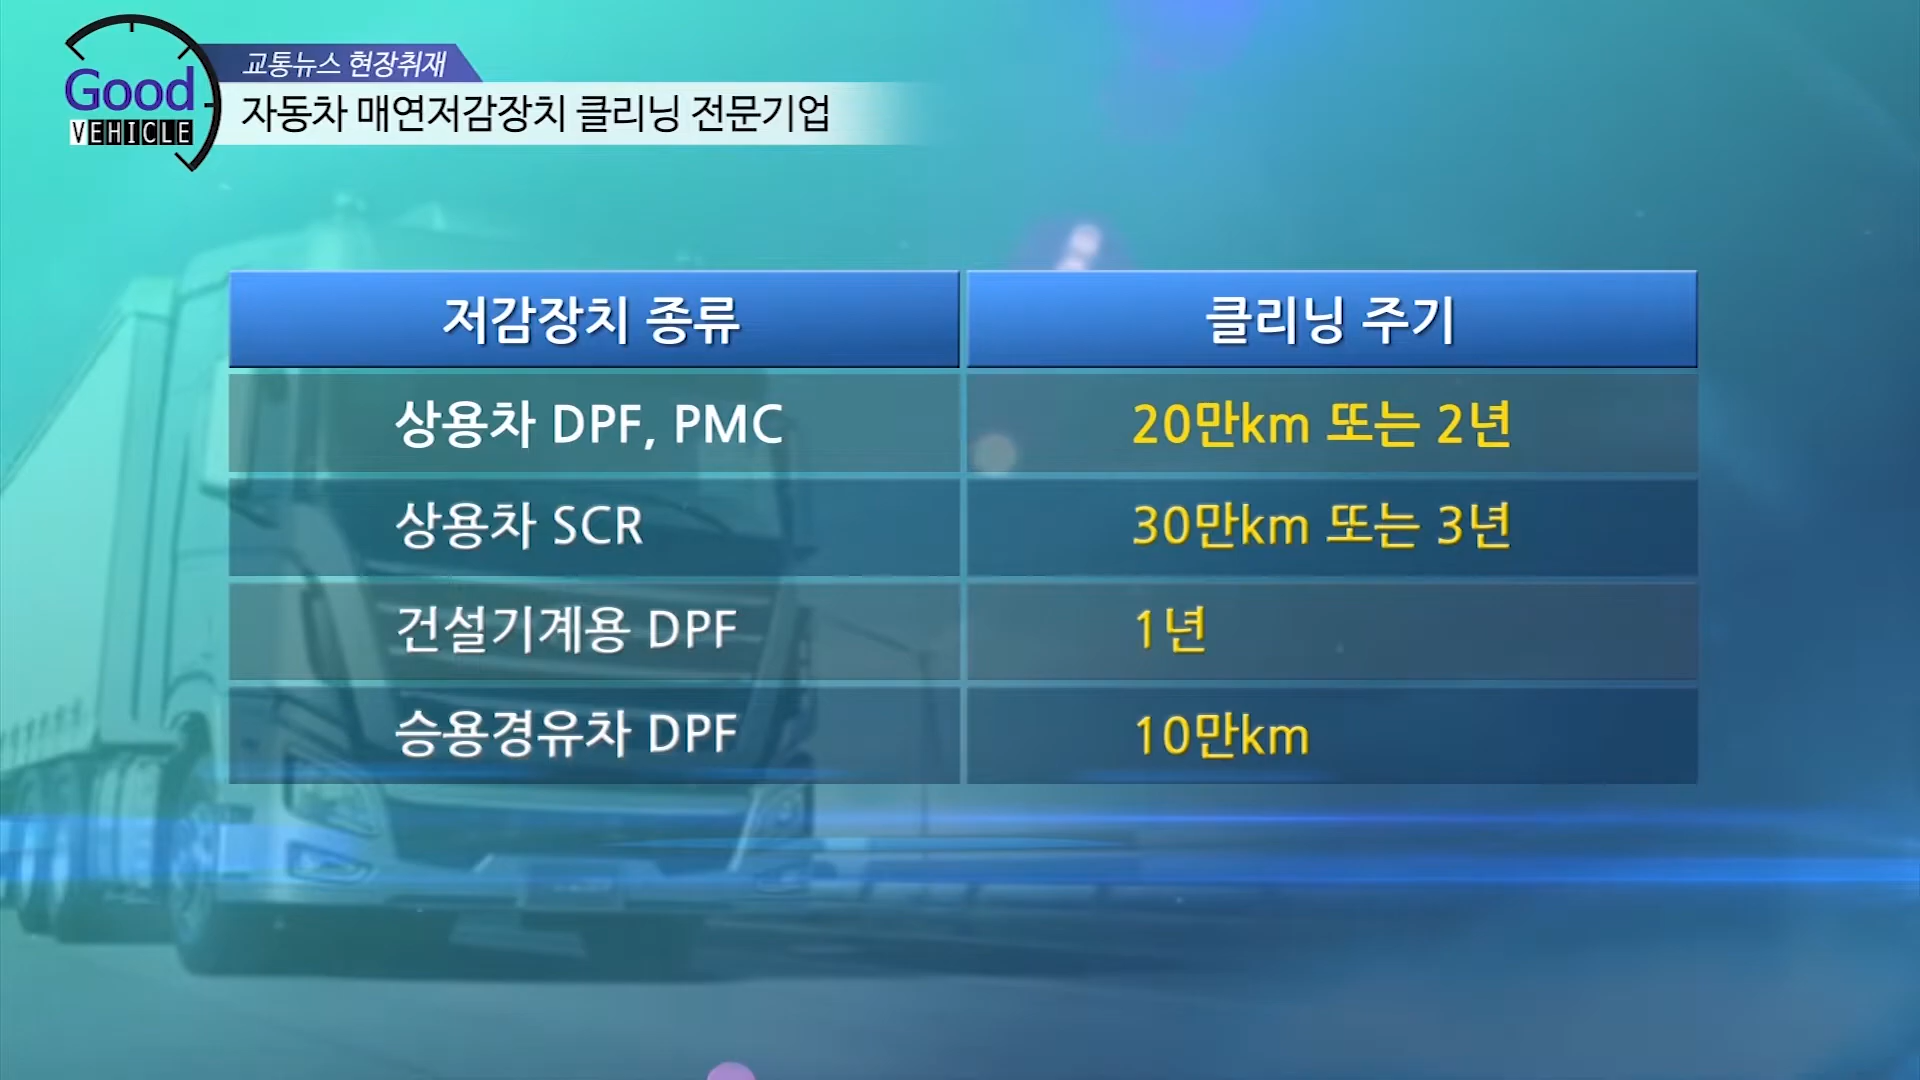 Good
VEHICLE
교통뉴스 현장취재
자동차 매연저감장치 클리닝 전문기업
저감장치 종류
클리닝 주기
상용차 DPF, PMC
20만km 또는 2년
상용차 SCR
30만km 또는 3년
건설기계용 DPF
1년
승용경유차 DPF
10만km